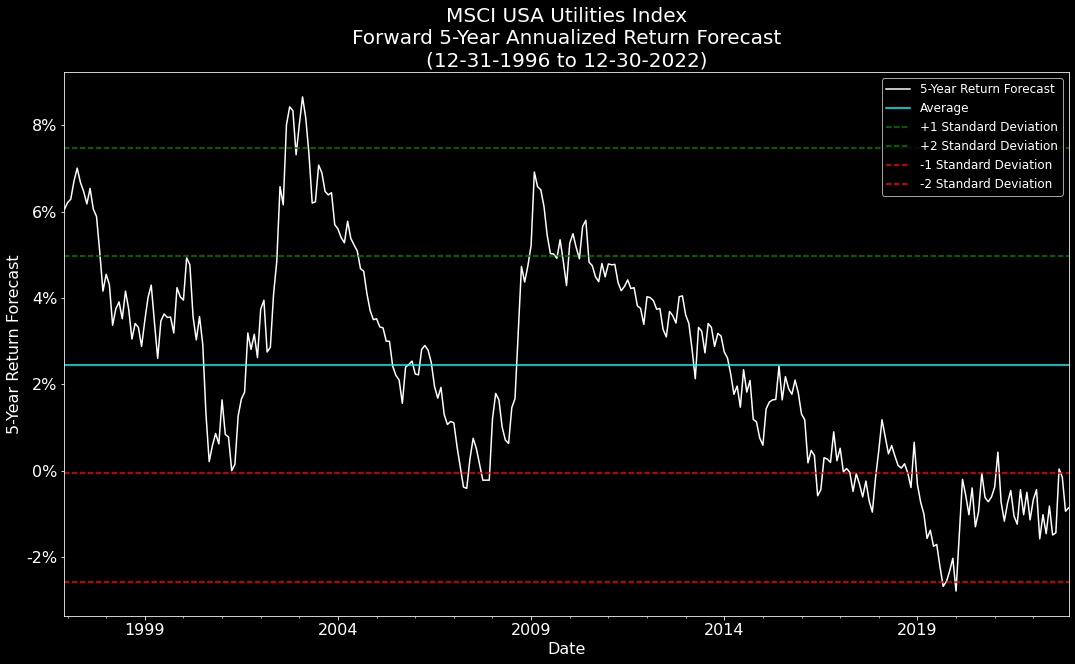 MSCI USA Utilities Index
Forward 5-Year Annualized Return Forecast
(12-31-1996 to 12-30-2022)
5-Year Return Forecast
Average
+1 Standard Deviation
+2 Standard Deviation
-1 Standard Deviation
-2 Standard Deviation
8%
6%
4%
2%
0%
-2%
5-Year Return Forecast
1999
2004
2009
2014
2019
Date